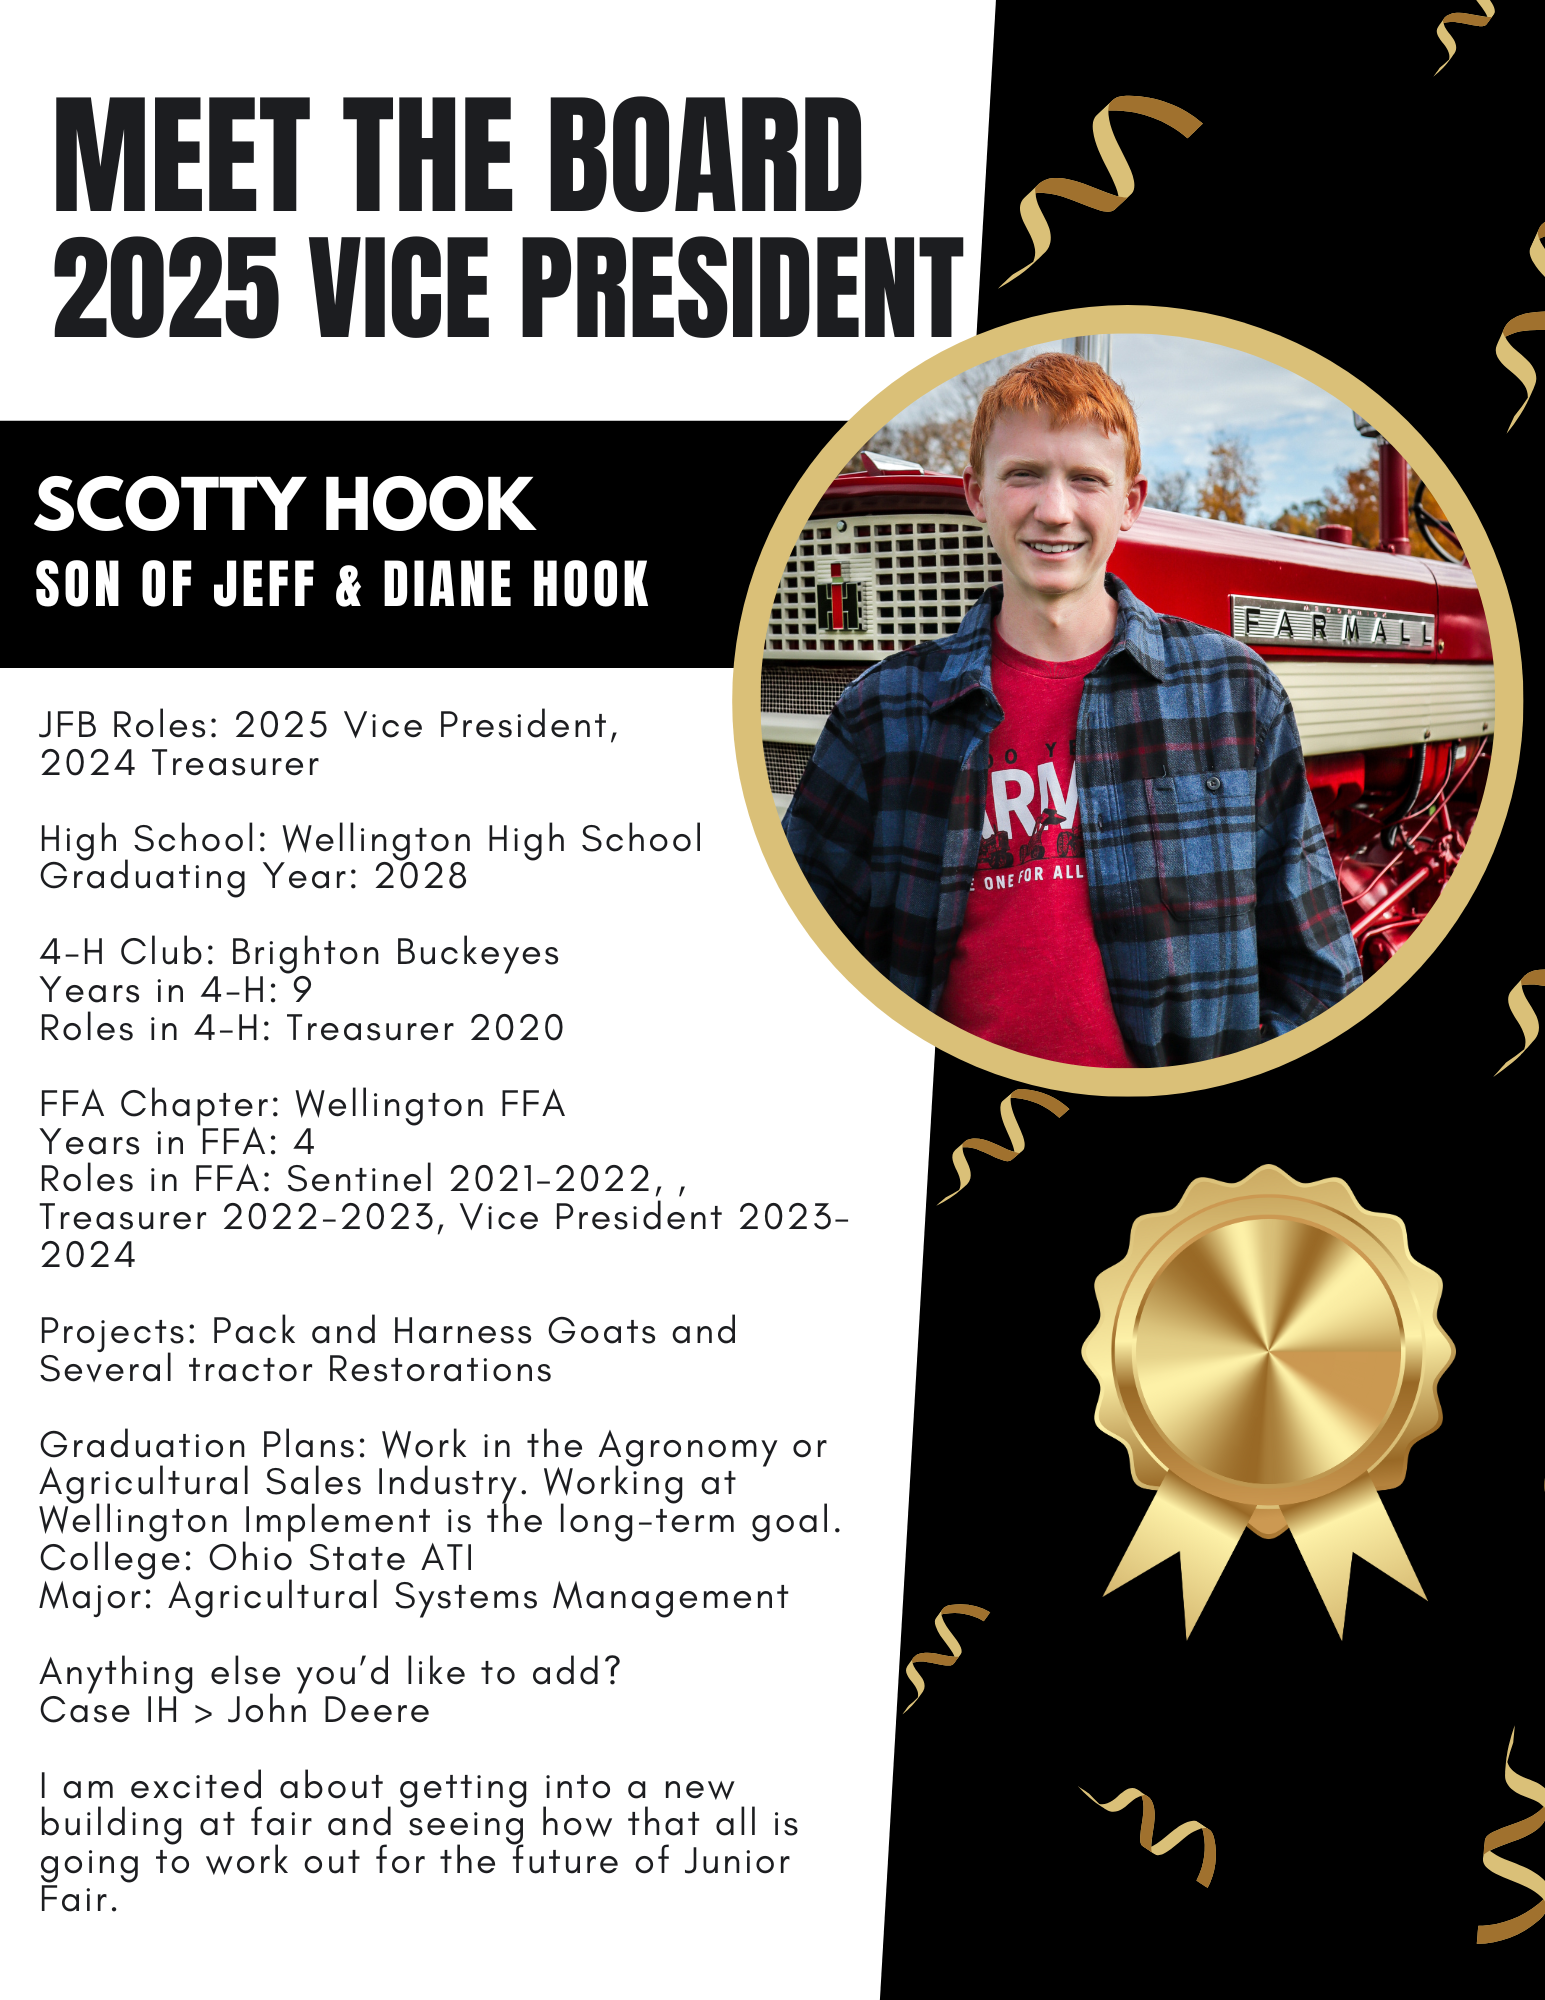 MEET THE BOARD
2025 VICE PRESIDENT
SCOTTY HOOK
SON OF JEFF & DIANE HOOK
JFB Roles: 2025 Vice President,
2024 Treasurer
High School: Wellington High School
Graduating Year: 2028
4-H Club: Brighton Buckeyes
Years in 4-H: 9
Roles in 4-H: Treasurer 2020
FFA Chapter: Wellington FFA
Years in FFA: 4
Roles in FFA: Sentinel 2021-2022, ,
Treasurer 2022-2023, Vice President 2023-
2024
Projects: Pack and Harness Goats and
Several tractor Restorations
Graduation Plans: Work in the Agronomy or
Agricultural Sales Industry. Working at
Wellington Implement is the long-term goal.
College: Ohio State ATI
Major: Agricultural Systems Management
Anything else you’d like to add?
Case IH > John Deere
I am excited about getting into a new
building at fair and seeing how that all is
going to work out for the future of Junior
Fair.
IH
McCORMICK
FARMALL
ARM
ONE FOR ALL